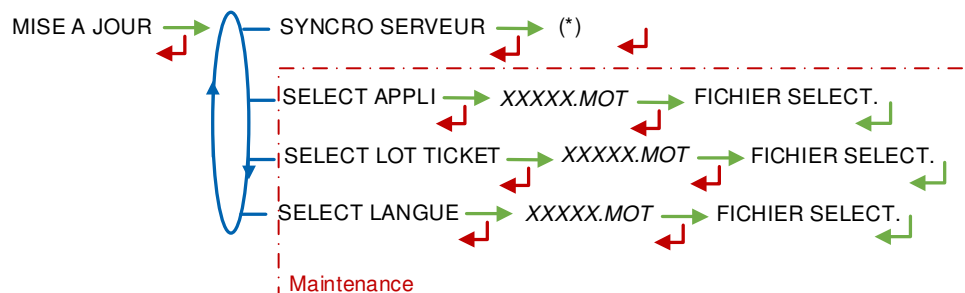 MISE A JOUR SYNCRO SERVEUR (*)
SELECT APPLI XXXXX.MOT FICHIER SELECT.
SELECT LOT TICKET XXXXX.MOT FICHIER SELECT.
SELECT LANGUE XXXXX.MOT FICHIER SELECT.
Maintenance